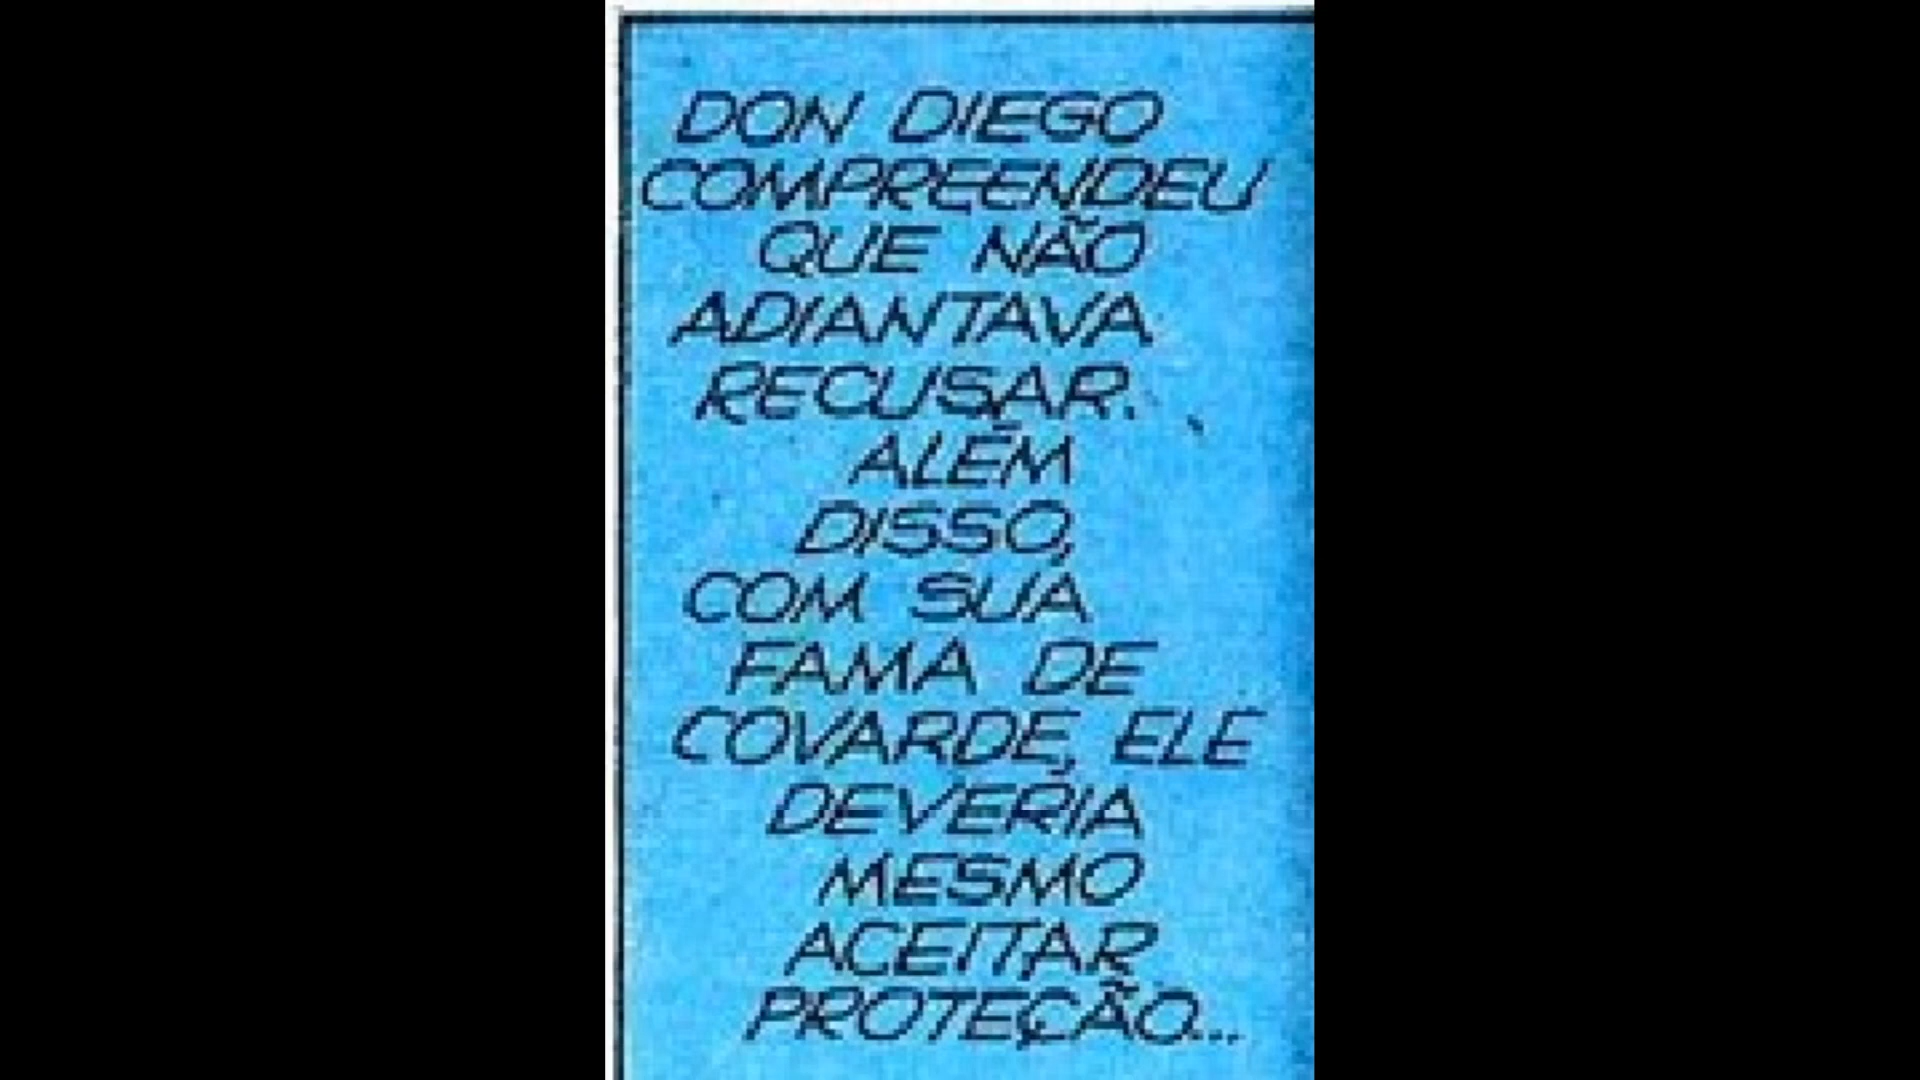 DON DIEGO
COMPREENDEU
QUE NÃO
ADIANTAVA
RECUSAR.
ALÉM
DISSO,
COM SUA
FAMA DE
COVARDE, ELE
DEVERIA
MESMO
ACEITAR
PROTEÇÃO...